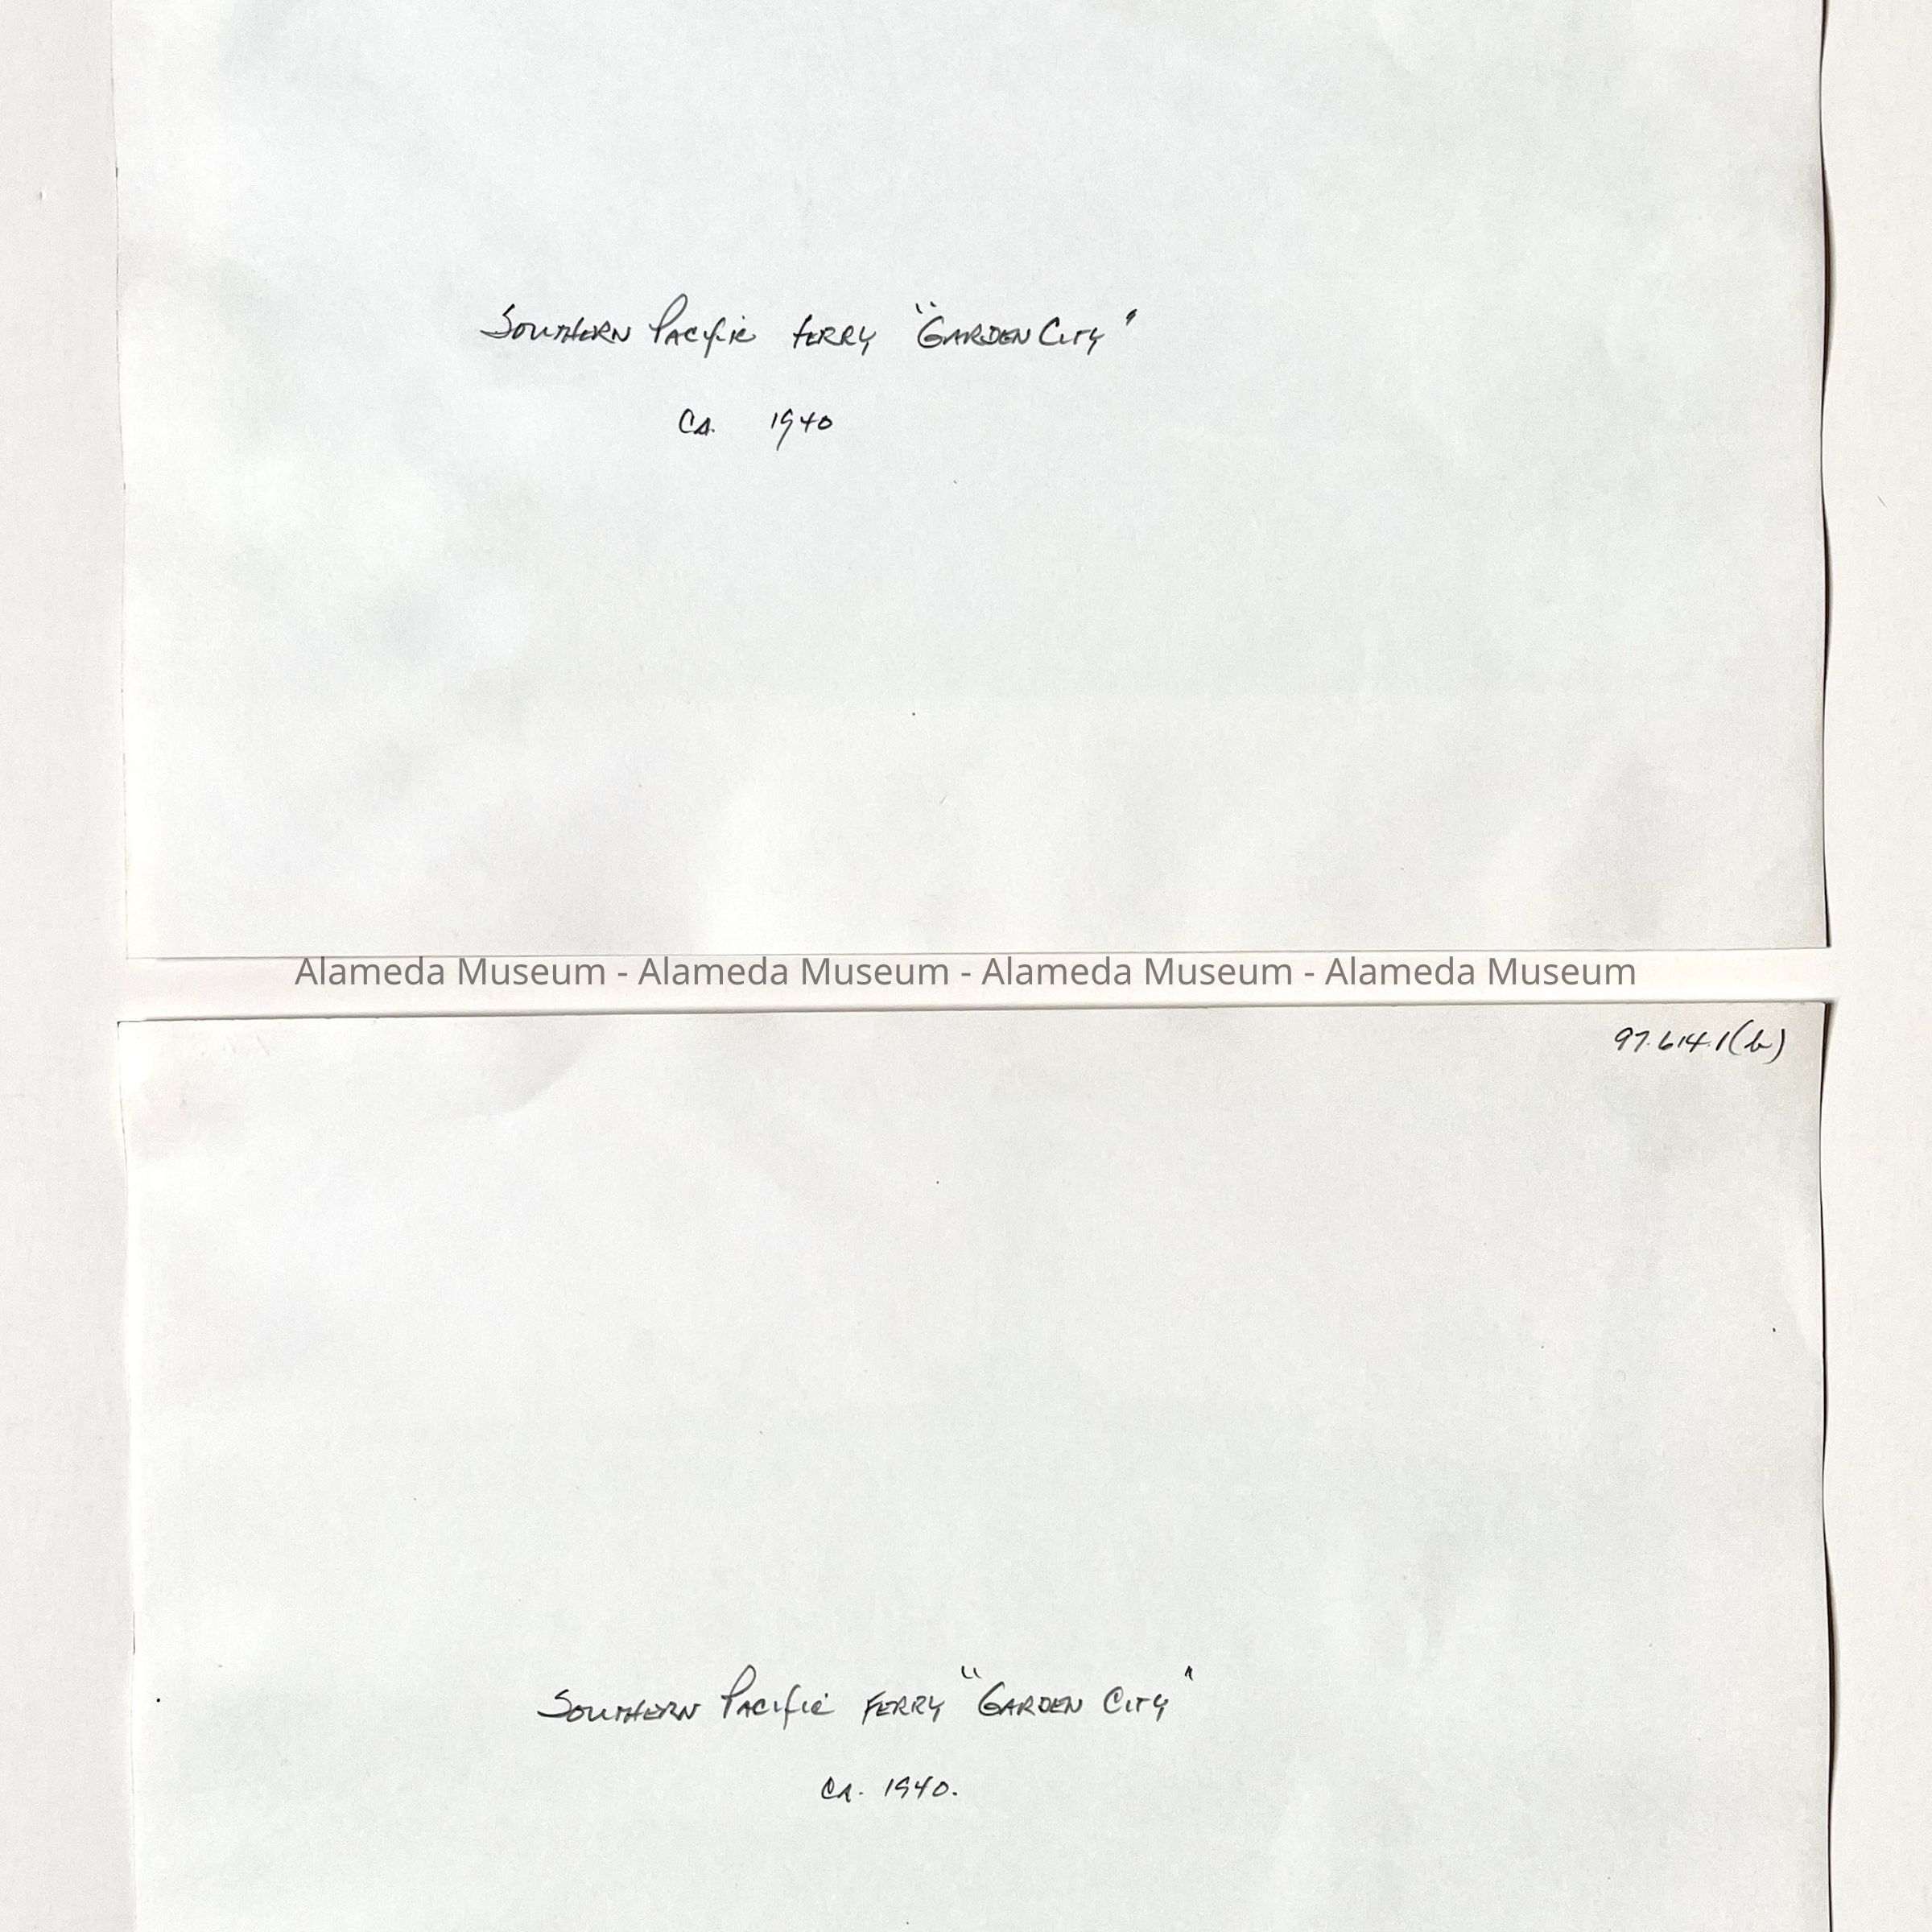 Southern Pacific Ferry "Garden City"
Ca. 1940
Alameda Museum - Alameda Museum - Alameda Museum - Alameda Museum
97.614.1(b)
Southern Pacific Ferry "Garden City"
Ca. 1940.